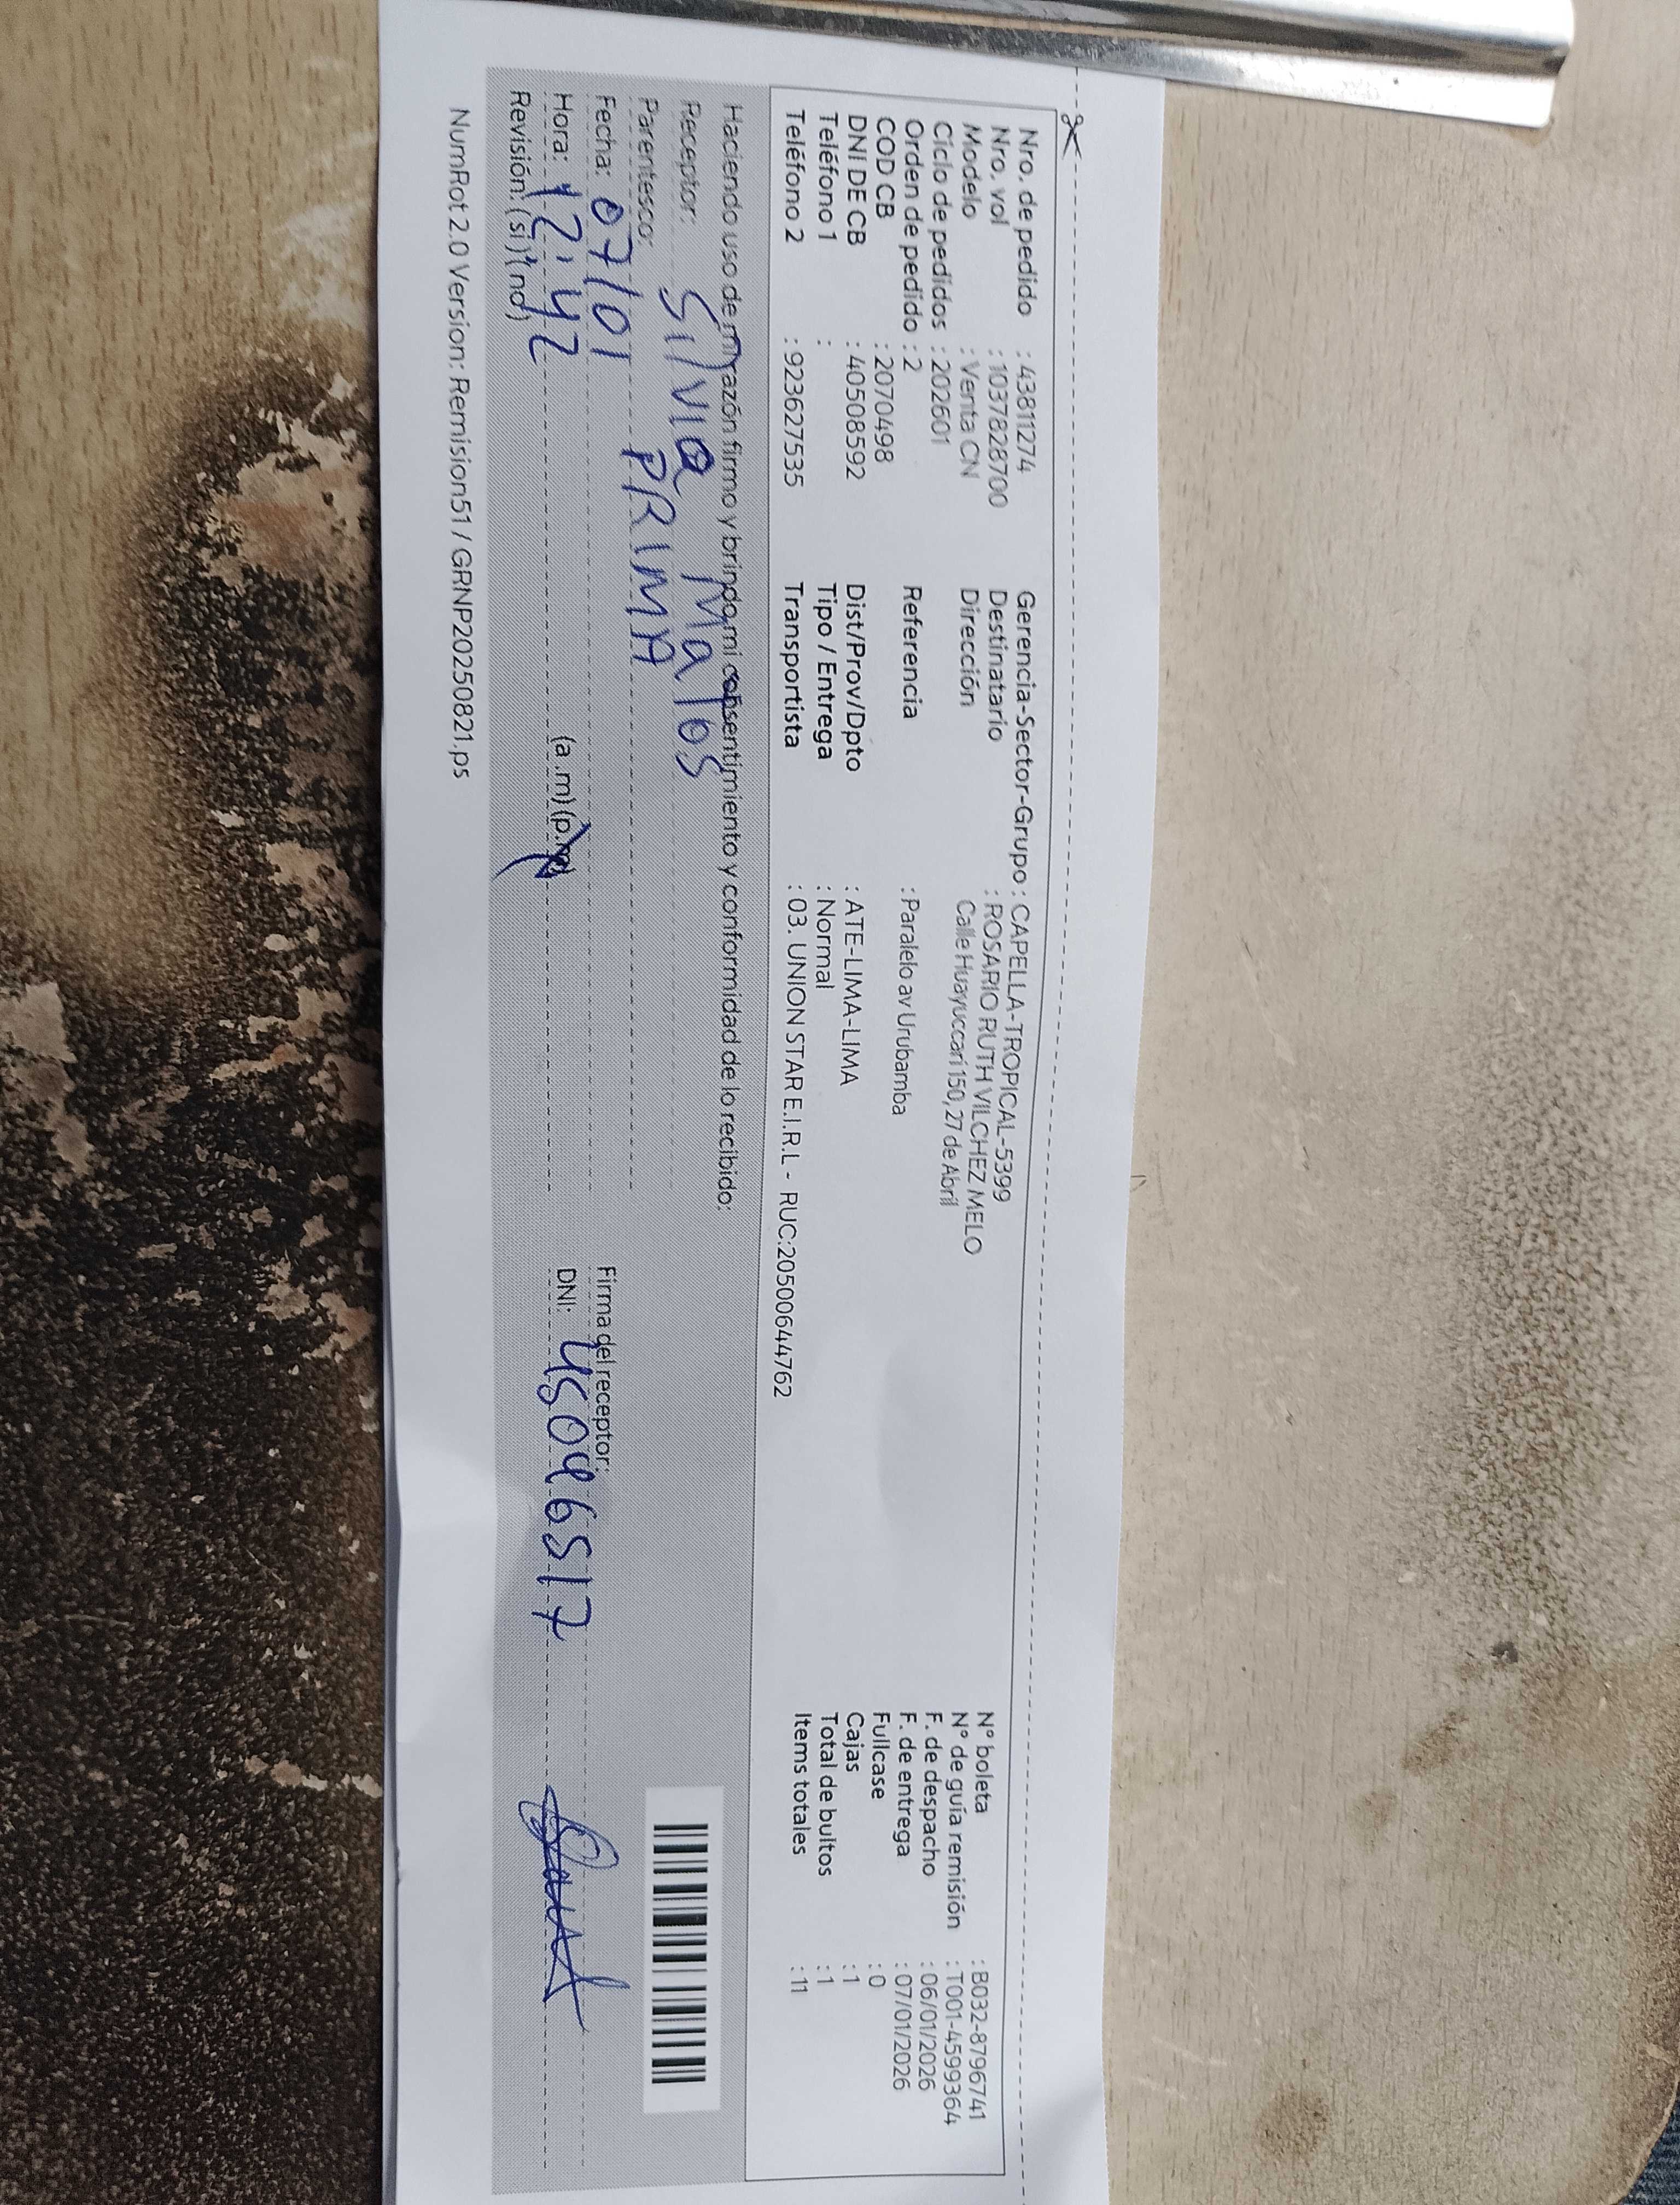 Nro. de pedido : 43811274
Nro. vol : 1037828700
Modelo : Venta CN
Ciclo de pedidos : 202601
Orden de pedido : 2
COD CB : 20704498
DNI DE CB : 40508592
Teléfono 1 :
Teléfono 2 : 923627535
Gerencia-Sector-Grupo : CAPELLA-TROPICAL-5399
Destinatario : ROSARIO RUTH VILCHEZ MELO
Dirección Calle Huayuccari 150, 27 de Abril
Referencia : Paralelo av Urubamba
Dist/Prov/Dpto : ATE-LIMA-LIMA
Tipo / Entrega : Normal
Transportista : 03. UNION STAR E.I.R.L - RUC:20500644762
N° boleta : B032-8796741
N° de guía remisión : T001-4599364
F. de despacho : 06/01/2026
F. de entrega : 07/01/2026
Fullcase : 0
Cajas : 1
Total de bultos : 1
Items totales : 11
Haciendo uso de mi razón firmo y brindo mi consentimiento y conformidad de lo recibido:
Receptor: Silvia Matos
Parentesco: PRIMA
Fecha: 07/01
Hora: 12:42 (a.m) (p.m)
Revisión: (si) (no)
Firma del receptor:
DNI: 45096517
NumRot 2.0 Version: Remision51 / GRNP20250821.ps